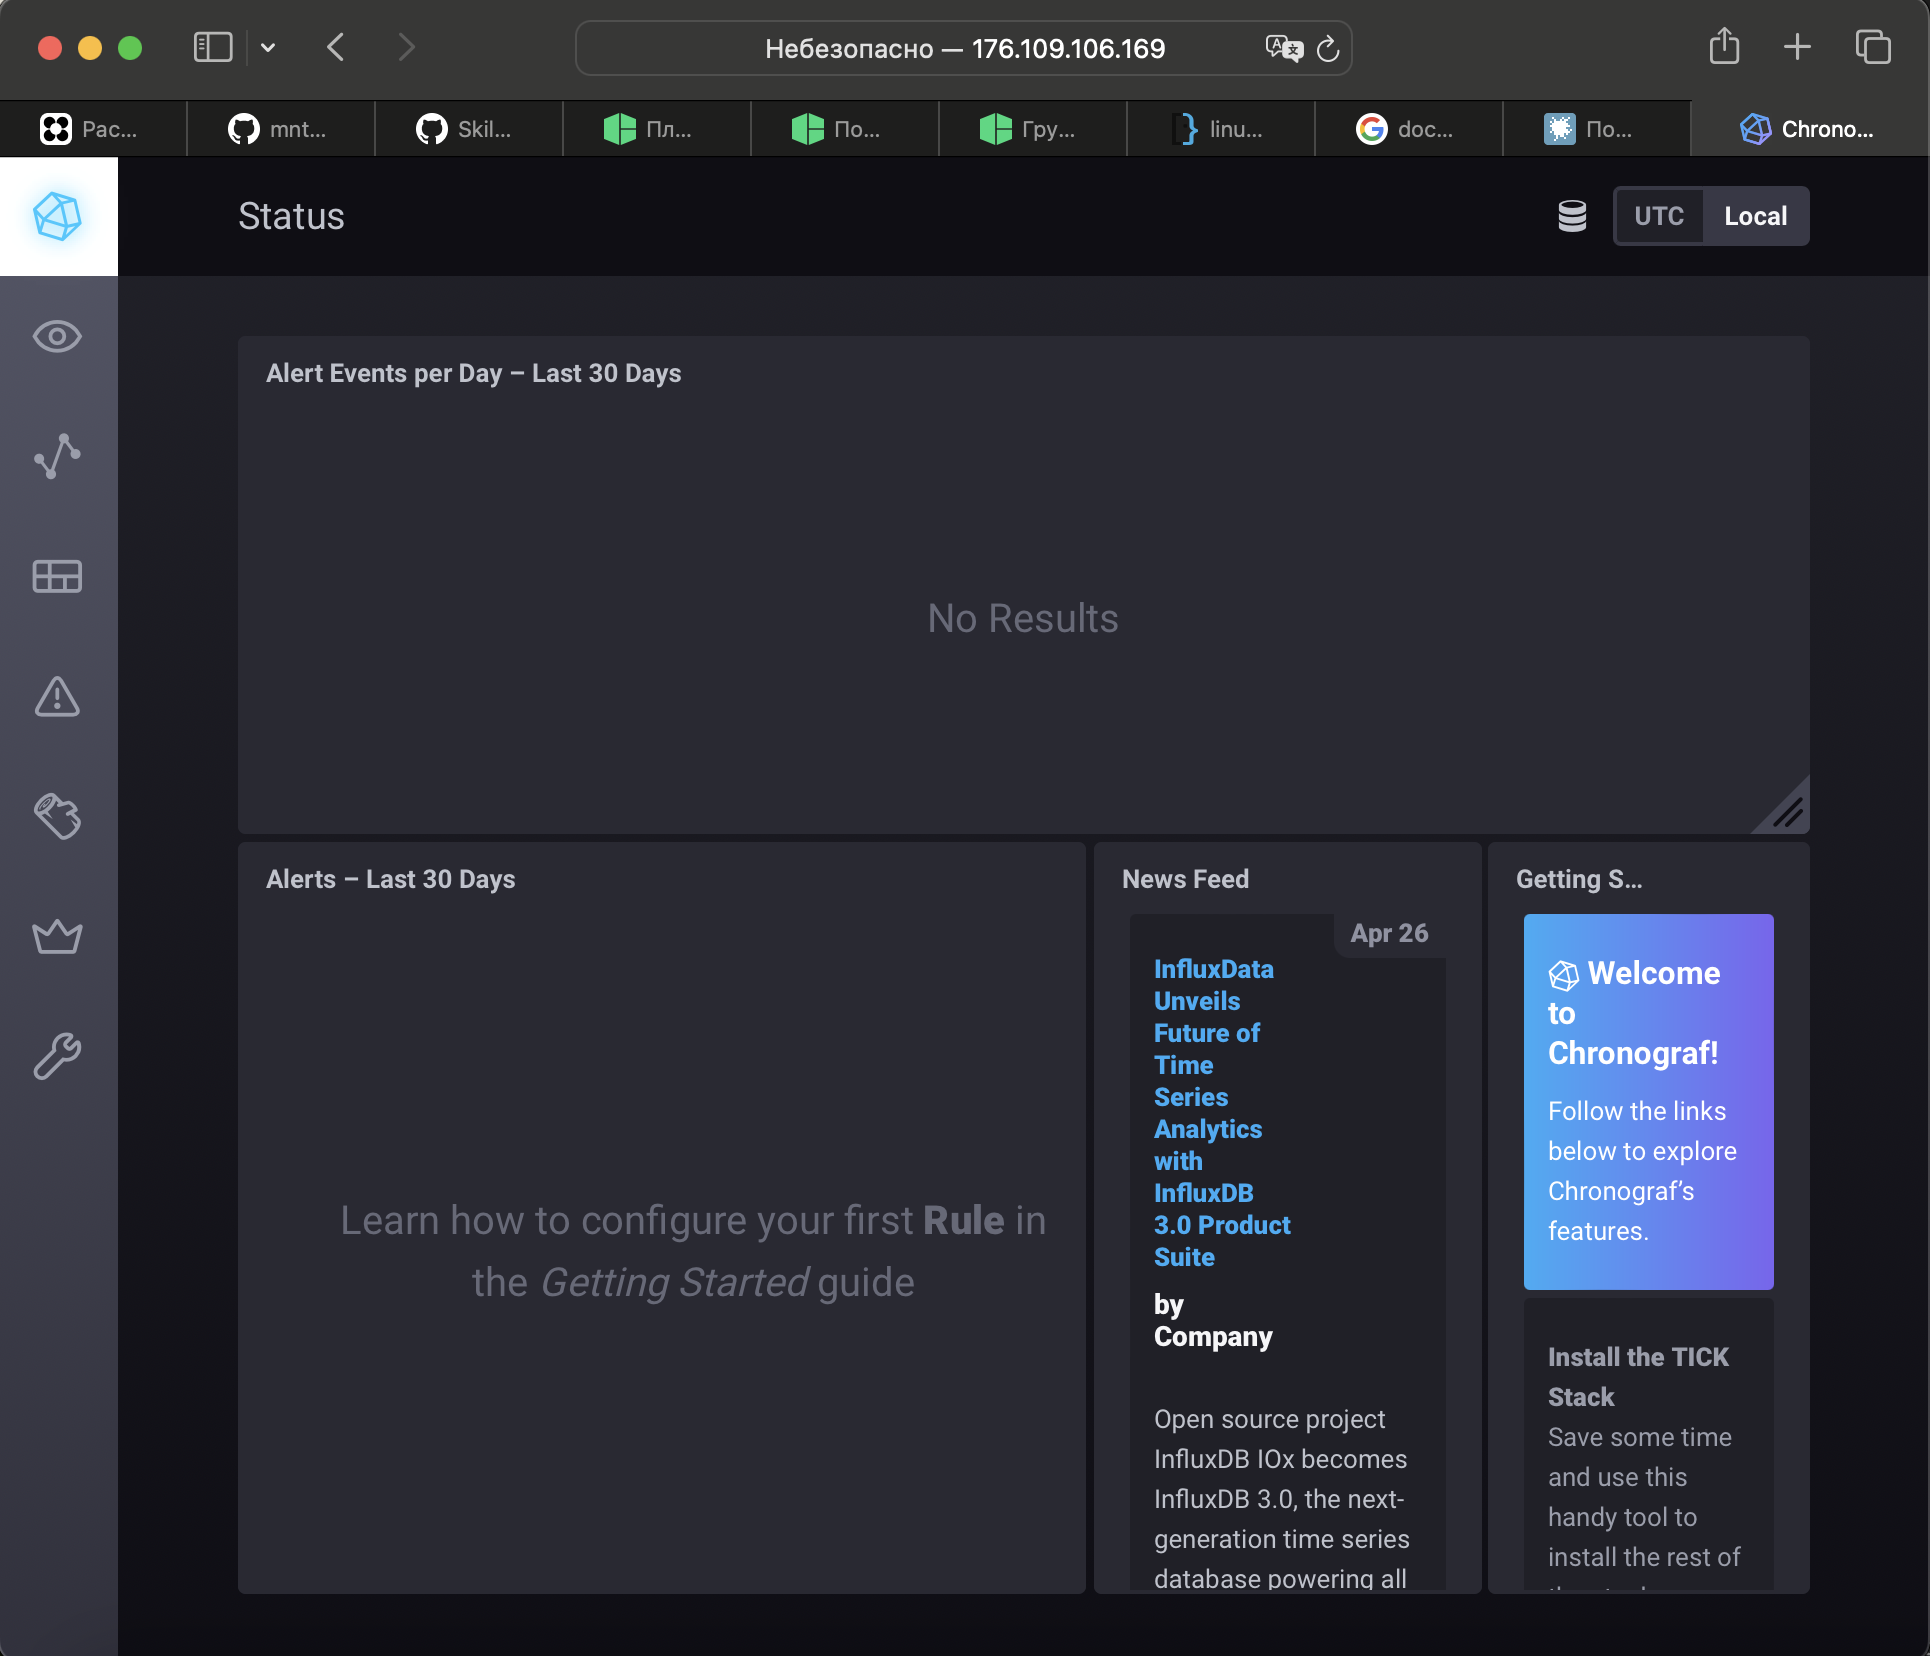 Небезопасно — 176.109.106.169
Рас...
mnt...
Skil...
Пл...
По...
Гру...
linu...
doc...
По...
Chrono...
Status
UTC
Local
Alert Events per Day – Last 30 Days
No Results
Alerts – Last 30 Days
Learn how to configure your first Rule in
the Getting Started guide
News Feed
Apr 26
InfluxData
Unveils
Future of
Time
Series
Analytics
with
InfluxDB
3.0 Product
Suite
by
Company
Open source project
InfluxDB IOx becomes
InfluxDB 3.0, the next-
generation time series
database powering all
Getting S...
Welcome
to
Chronograf!
Follow the links
below to explore
Chronograf's
features.
Install the TICK
Stack
Save some time
and use this
handy tool to
install the rest of